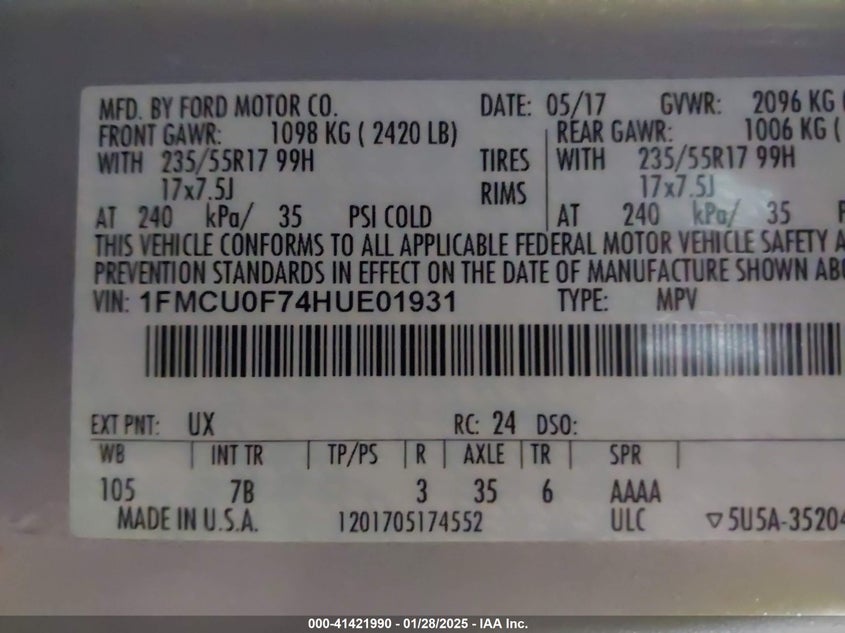 MFD. BY FORD MOTOR CO. DATE: 05/17 GVWR: 2096 KG
FRONT GAWR: 1098 KG ( 2420 LB) REAR GAWR: 1006 KG (
WITH 235/55R17 99H TIRES WITH 235/55R17 99H
17x7.5J RIMS 17x7.5J
AT 240 kPa/ 35 PSI COLD AT 240 kPa/ 35
THIS VEHICLE CONFORMS TO ALL APPLICABLE FEDERAL MOTOR VEHICLE SAFETY A
PREVENTION STANDARDS IN EFFECT ON THE DATE OF MANUFACTURE SHOWN ABO
VIN: 1FMCU0F74HUE01931 TYPE: MPV
EXT PNT: UX RC: 24 DSO:
WB INT TR TP/PS R AXLE TR SPR
105 7B 3 35 6 AAAA
MADE IN U.S.A. 1201705174552 ULC ▽5U5A-35204
000-41421990 - 01/28/2025 - IAA Inc.